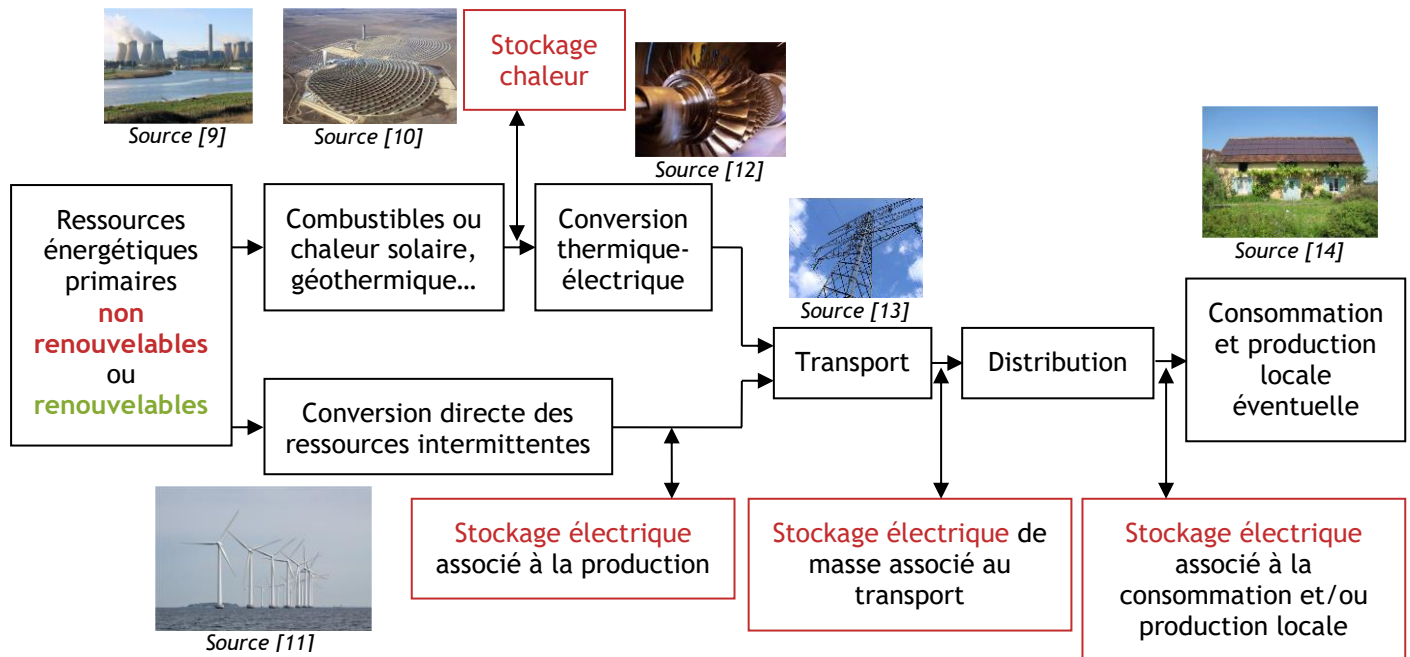 Stockage
chaleur
Source [9]
Source [10]
Source [12]
Source [14]
Ressources
énergétiques
primaires
non
renouvelables
ou
renouvelables
Combustibles ou
chaleur solaire,
géothermique…
Conversion
thermique-
électrique
Source [13]
Transport
Distribution
Consommation
et production
locale
éventuelle
Conversion directe des
ressources intermittentes
Source [11]
Stockage électrique
associé à la production
Stockage électrique de
masse associé au
transport
Stockage électrique
associé à la
consommation et/ou
production locale